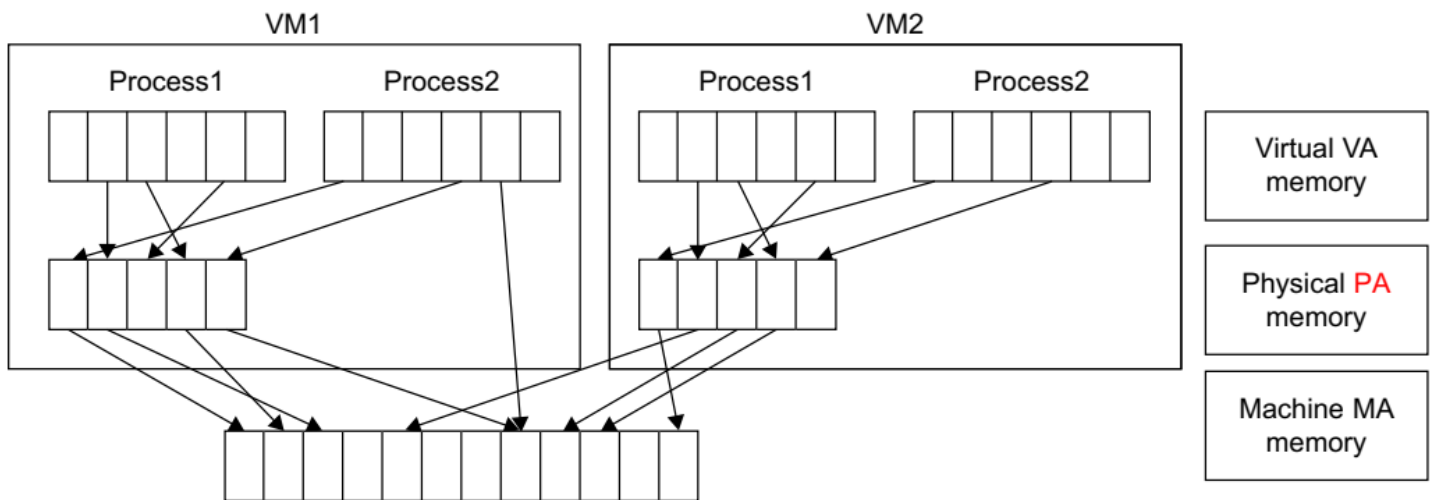 VM1
VM2
Process1
Process2
Process1
Process2
Virtual VA
memory
Physical PA
memory
Machine MA
memory